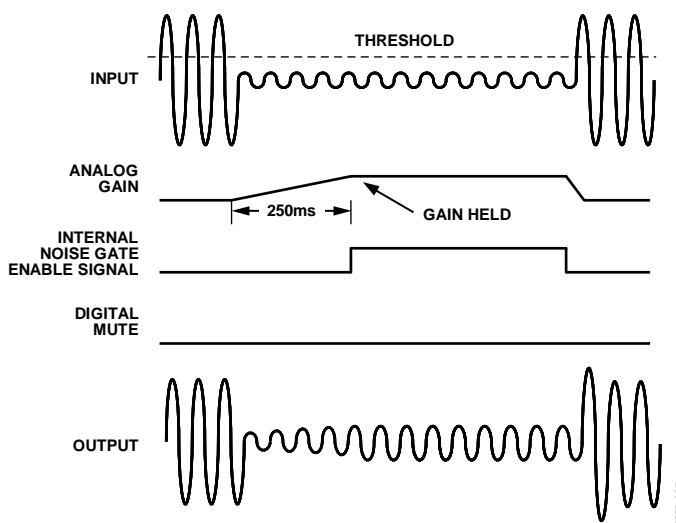 THRESHOLD
INPUT
ANALOG
GAIN
250ms
GAIN HELD
INTERNAL
NOISE GATE
ENABLE SIGNAL
DIGITAL
MUTE
OUTPUT